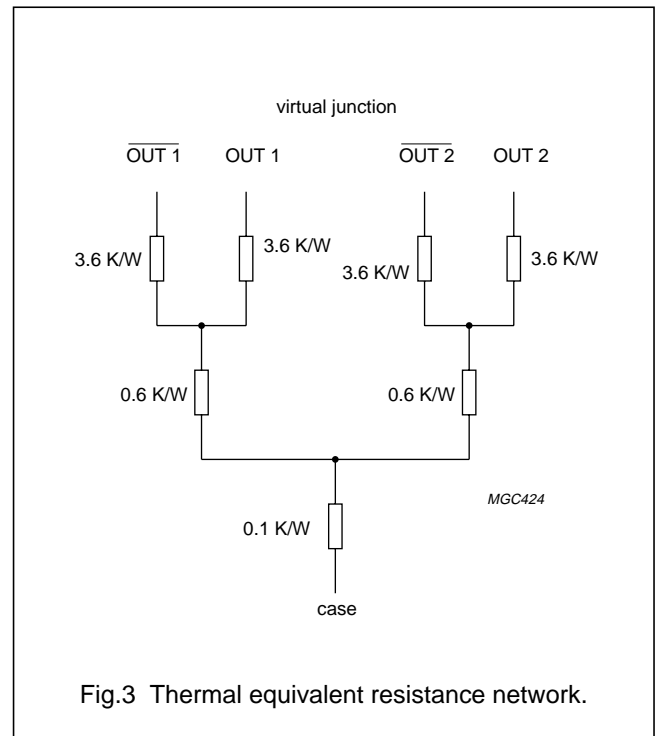 virtual junction
OUT 1 OUT 1 OUT 2 OUT 2
3.6 K/W 3.6 K/W 3.6 K/W 3.6 K/W
0.6 K/W 0.6 K/W
MGC424
0.1 K/W
case
Fig.3 Thermal equivalent resistance network.